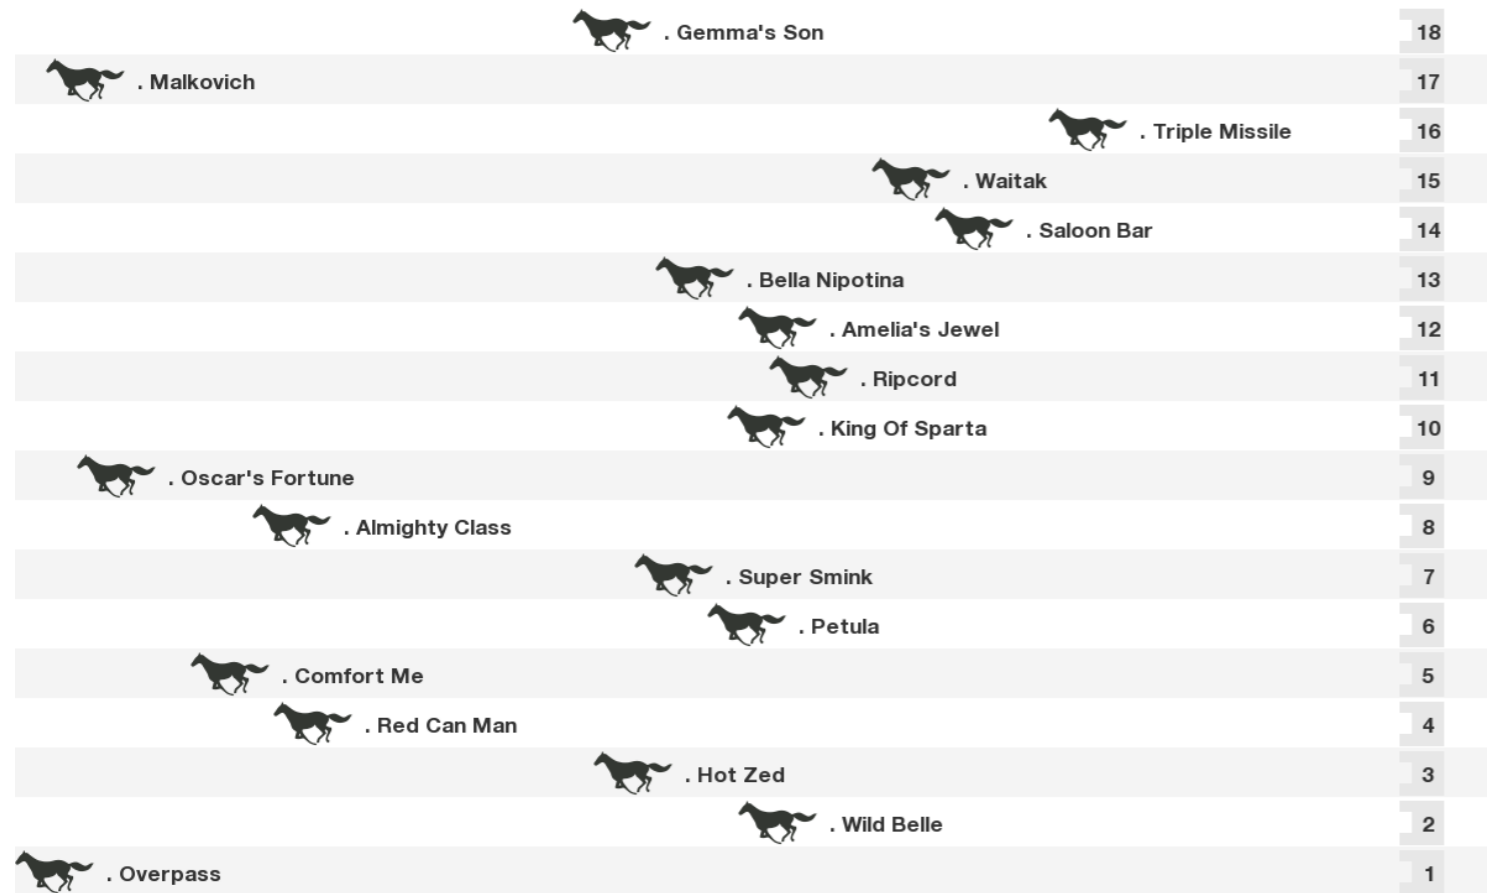 . Gemma's Son 18
. Malkovich 17
. Triple Missile 16
. Waitak 15
. Saloon Bar 14
. Bella Nipotina 13
. Amelia's Jewel 12
. Ripcord 11
. King Of Sparta 10
. Oscar's Fortune 9
. Almighty Class 8
. Super Smink 7
. Petula 6
. Comfort Me 5
. Red Can Man 4
. Hot Zed 3
. Wild Belle 2
. Overpass 1